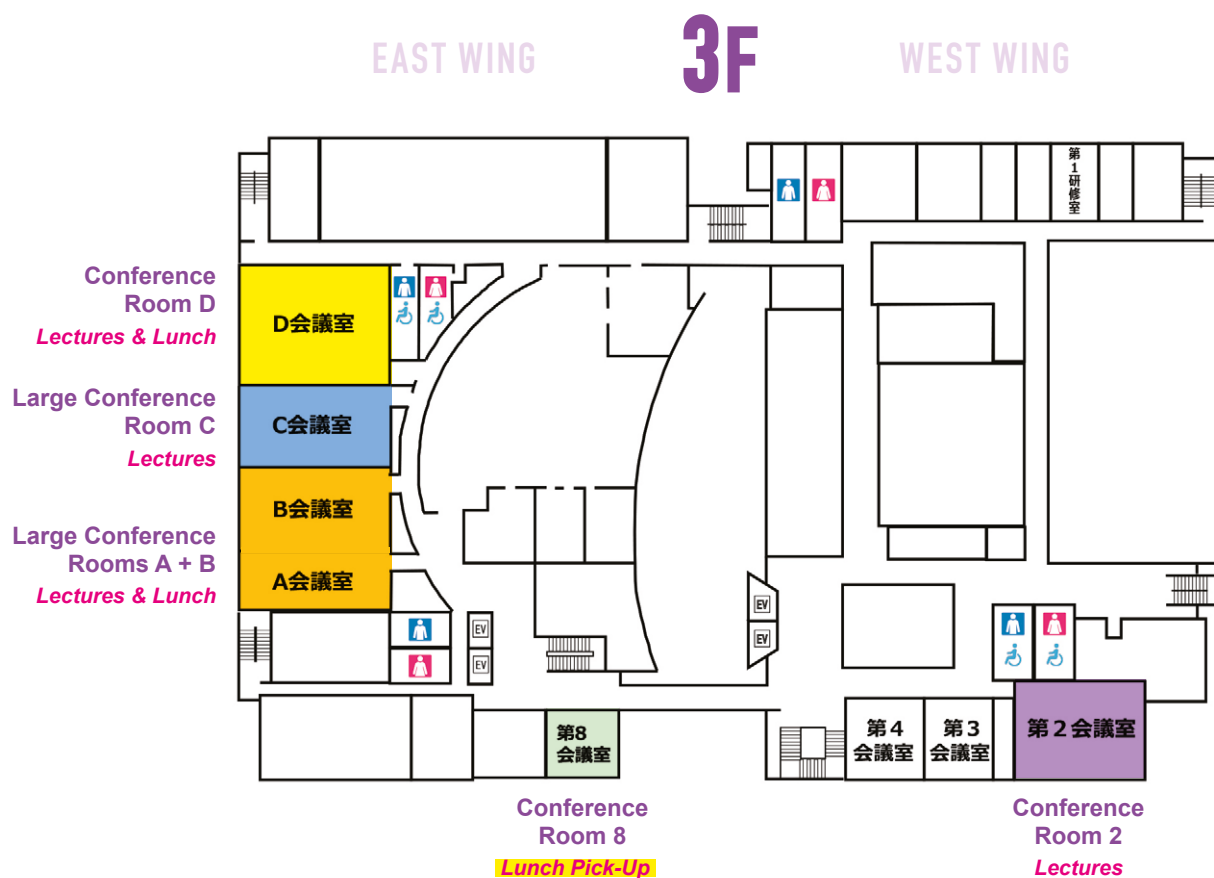 EAST WING
3F
WEST WING
第1研修室
Conference
Room D
Lectures & Lunch
D会議室
Large Conference
Room C
Lectures
C会議室
B会議室
Large Conference
Rooms A + B
Lectures & Lunch
A会議室
EV
EV
EV
EV
第8
会議室
第4
会議室
第3
会議室
第2会議室
Conference
Room 8
Lunch Pick-Up
Conference
Room 2
Lectures